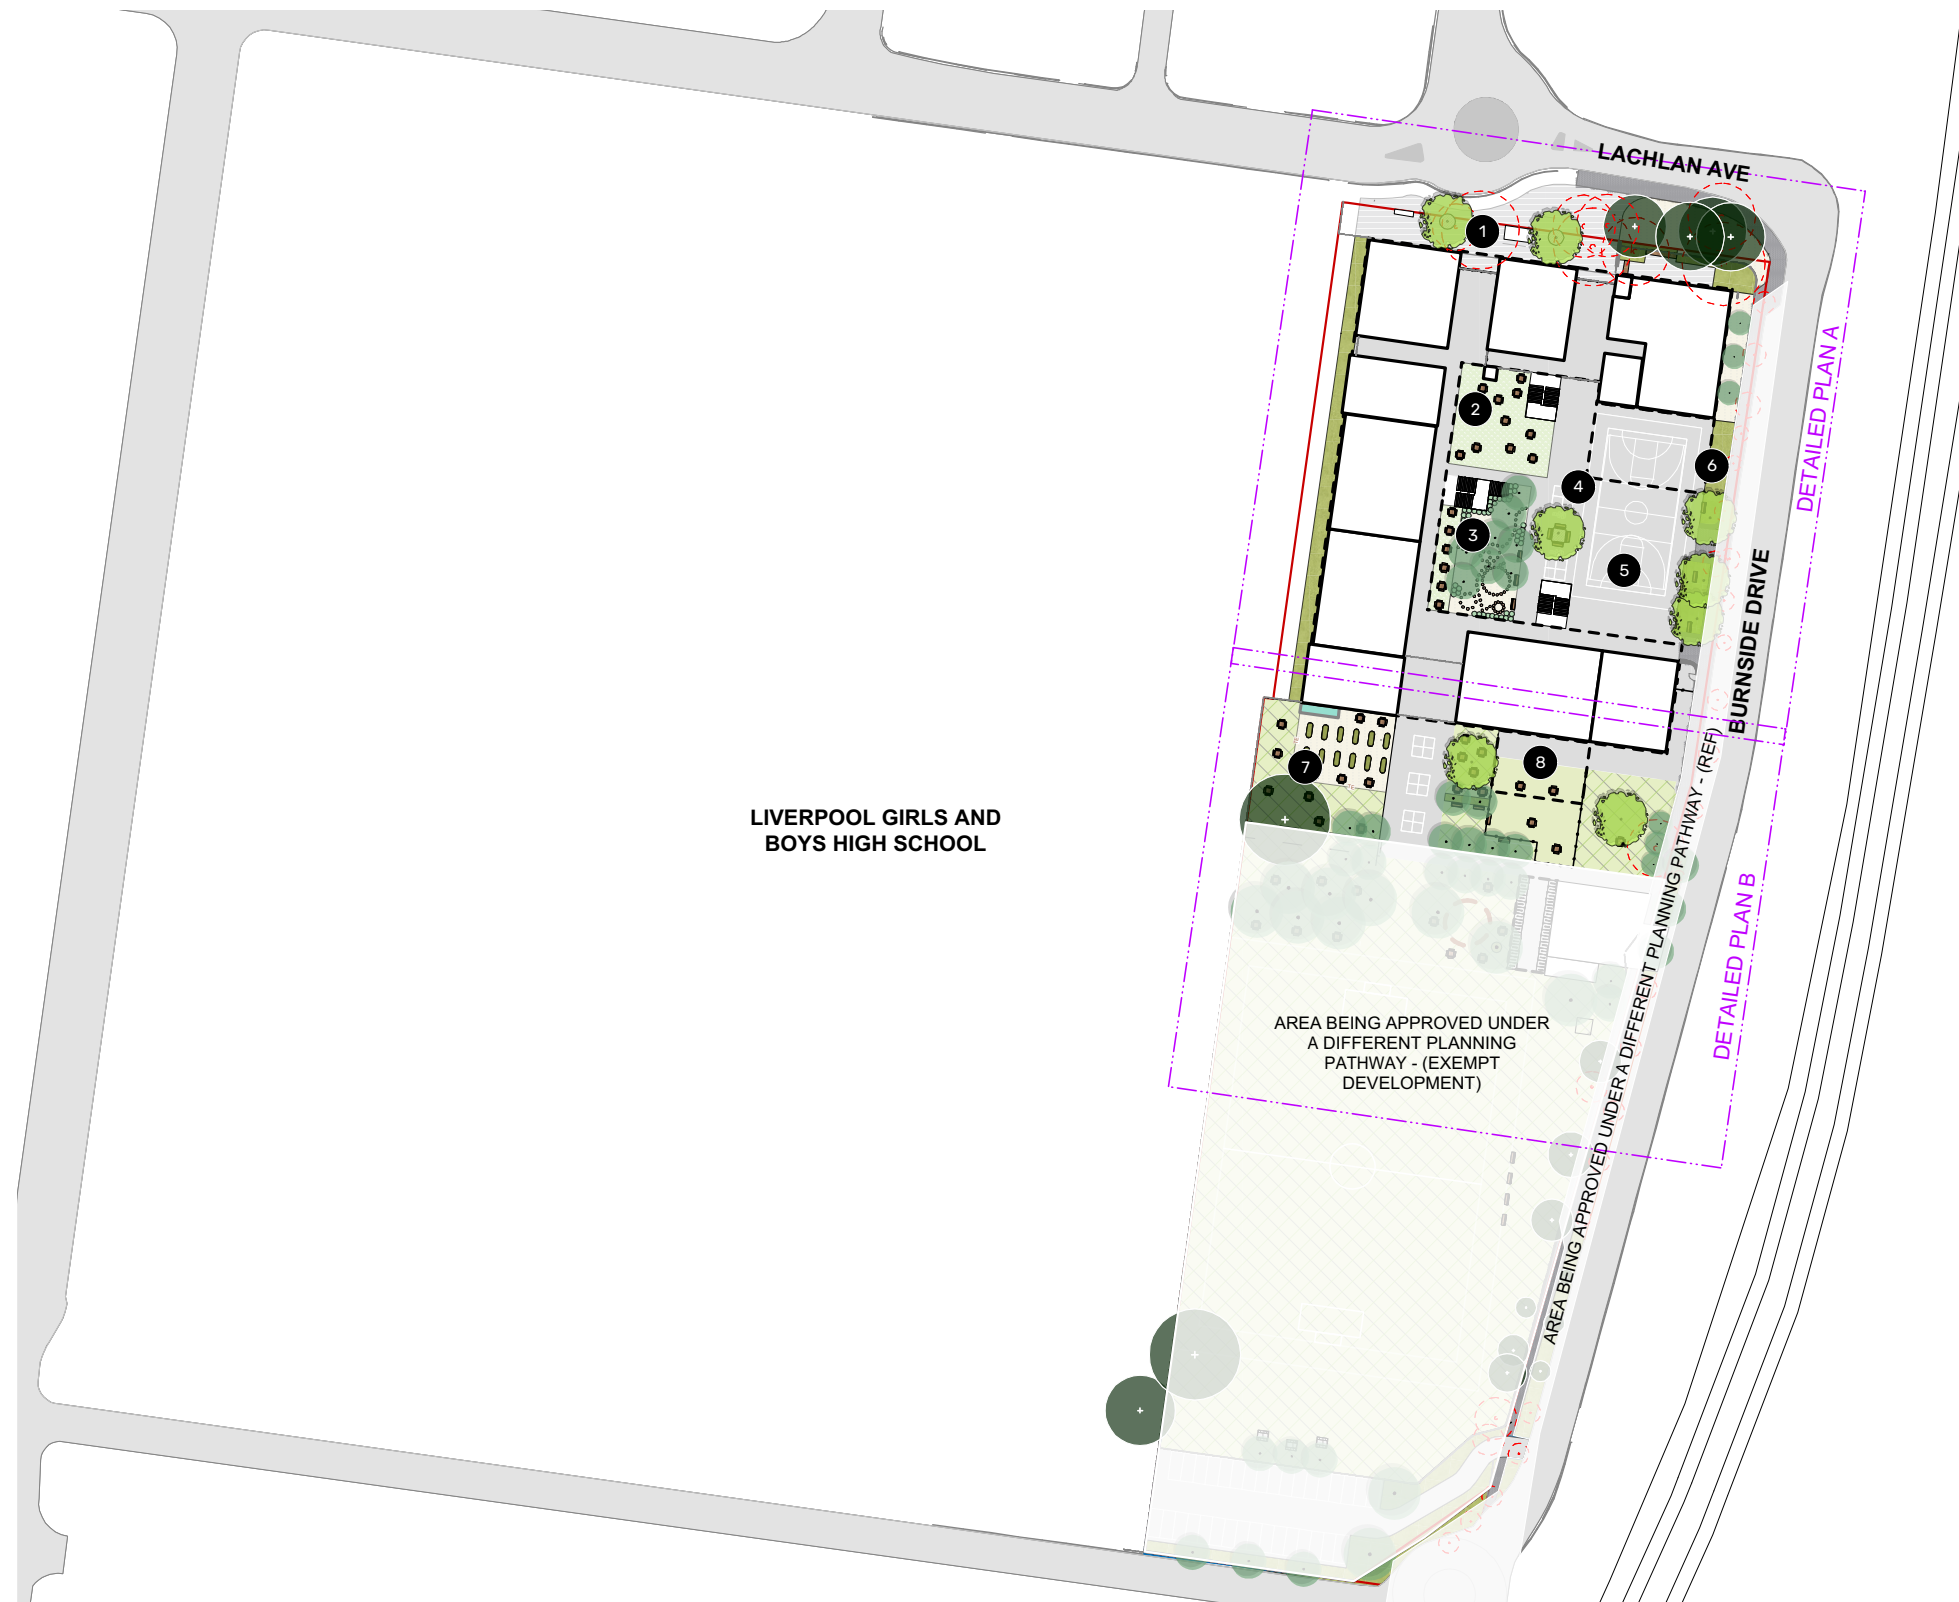 LACHLAN AVE
1
DETAILED PLAN A
2
6
4
3
5
BURNSIDE DRIVE
7
8
LIVERPOOL GIRLS AND
BOYS HIGH SCHOOL
AREA BEING APPROVED UNDER A DIFFERENT PLANNING PATHWAY - (REF)
DETAILED PLAN B
AREA BEING APPROVED UNDER
A DIFFERENT PLANNING
PATHWAY - (EXEMPT
DEVELOPMENT)